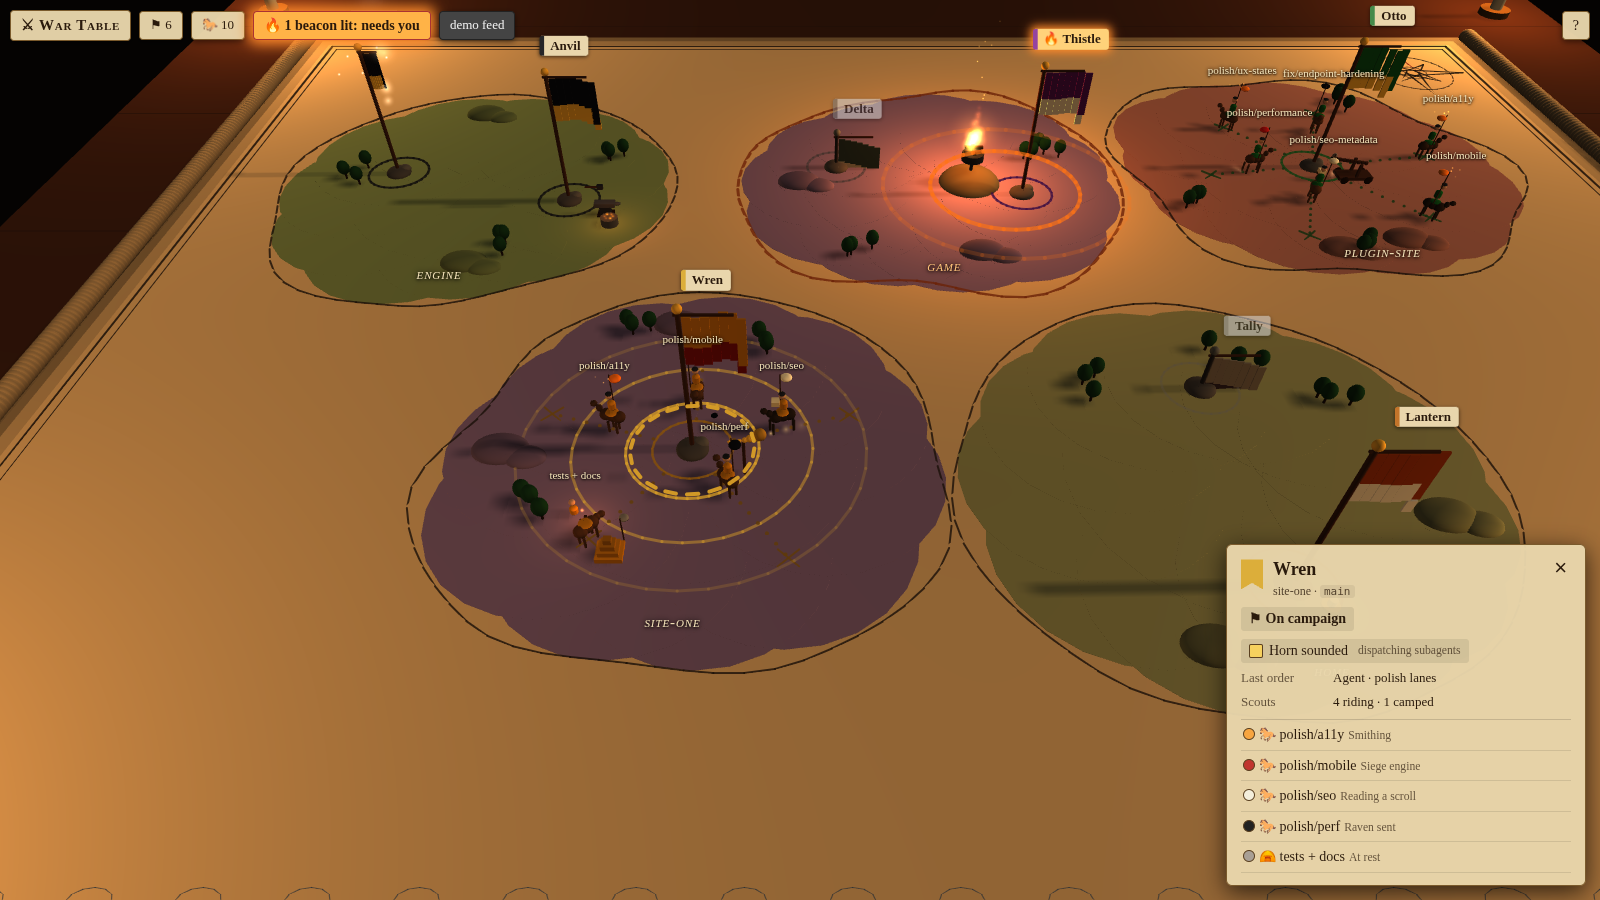 ⚔ War Table
⚑ 6
🐎 10
🔥 1 beacon lit: needs you
demo feed
?
Otto
Anvil
🔥 Thistle
polish/ux-states
fix/endpoint-hardening
polish/a11y
Delta
polish/performance
polish/seo-metadata
polish/mobile
PLUGIN-SITE
GAME
ENGINE
Wren
Tally
polish/mobile
polish/a11y
polish/seo
Lantern
polish/perf
tests + docs
SITE-ONE
Wren
✕
site-one · main
⚑ On campaign
Horn sounded dispatching subagents
Last order Agent · polish lanes
Scouts 4 riding · 1 camped
polish/a11y Smithing
polish/mobile Siege engine
polish/seo Reading a scroll
polish/perf Raven sent
tests + docs At rest